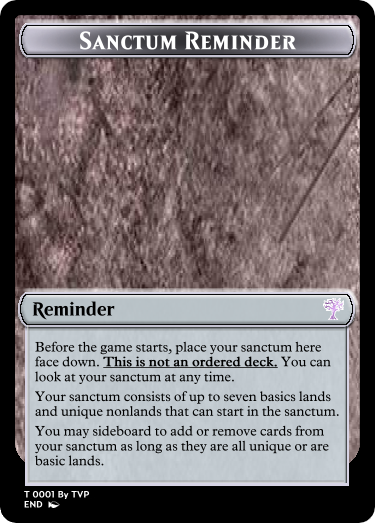 Sanctum Reminder
Reminder
Before the game starts, place your sanctum here
face down. This is not an ordered deck. You can
look at your sanctum at any time.
Your sanctum consists of up to seven basics lands
and unique nonlands that can start in the sanctum.
You may sideboard to add or remove cards from
your sanctum as long as they are all unique or are
basic lands.
T 0001 By TVP
END